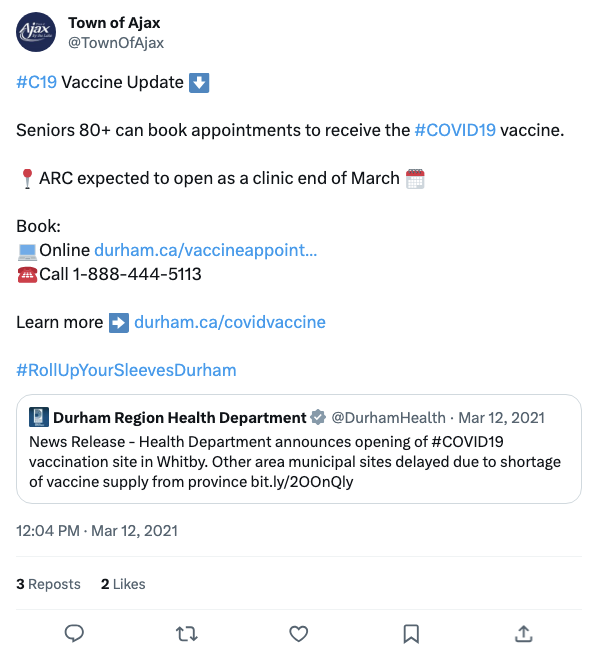 Town of Ajax
@TownOfAjax
#C19 Vaccine Update ⬇️
Seniors 80+ can book appointments to receive the #COVID19 vaccine.
📍ARC expected to open as a clinic end of March 🗓️
Book:
💻Online durham.ca/vaccineappoint...
☎️Call 1-888-444-5113
Learn more ➡️ durham.ca/covidvaccine
#RollUpYourSleevesDurham
Durham Region Health Department @DurhamHealth · Mar 12, 2021
News Release - Health Department announces opening of #COVID19
vaccination site in Whitby. Other area municipal sites delayed due to shortage
of vaccine supply from province bit.ly/2OOnQly
12:04 PM · Mar 12, 2021
3 Reposts 2 Likes